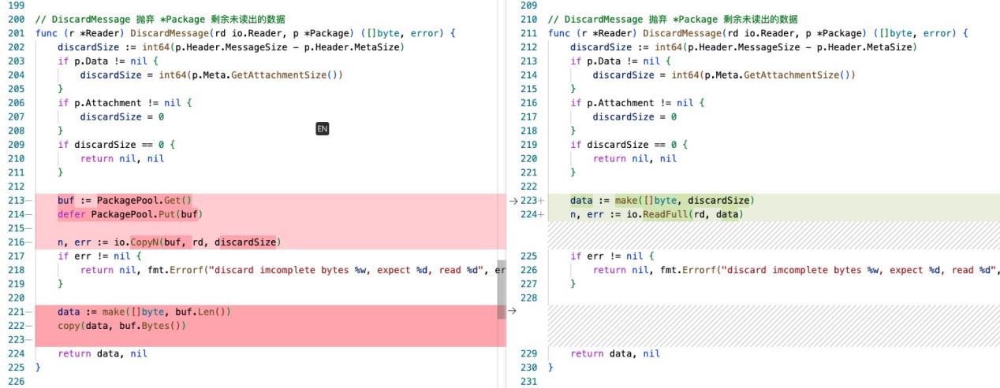 199
200 // DiscardMessage 抛弃 *Package 剩余未读出的数据
201 func (r *Reader) DiscardMessage(rd io.Reader, p *Package) ([]byte, error) {
202 discardSize := int64(p.Header.MessageSize - p.Header.MetaSize)
203 if p.Data != nil {
204 discardSize = int64(p.Meta.GetAttachmentSize())
205 }
206 if p.Attachment != nil {
207 discardSize = 0
208 }
EN
209 if discardSize == 0 {
210 return nil, nil
211 }
212
213— buf := PackagePool.Get()
214— defer PackagePool.Put(buf)
215—
216— n, err := io.CopyN(buf, rd, discardSize)
217 if err != nil {
218 return nil, fmt.Errorf("discard imcomplete bytes %w, expect %d, read %d", er
219 }
220
221— data := make([]byte, buf.Len())
222— copy(data, buf.Bytes())
223—
224 return data, nil
225 }
226
209
210 // DiscardMessage 抛弃 *Package 剩余未读出的数据
211 func (r *Reader) DiscardMessage(rd io.Reader, p *Package) ([]byte, error) {
212 discardSize := int64(p.Header.MessageSize - p.Header.MetaSize)
213 if p.Data != nil {
214 discardSize = int64(p.Meta.GetAttachmentSize())
215 }
216 if p.Attachment != nil {
217 discardSize = 0
218 }
219 if discardSize == 0 {
220 return nil, nil
221 }
222
→ 223+ data := make([]byte, discardSize)
224+ n, err := io.ReadFull(rd, data)
225 if err != nil {
226 return nil, fmt.Errorf("discard imcomplete bytes %w, expect %d, read %d",
227 }
228
→
229 return data, nil
230 }
231